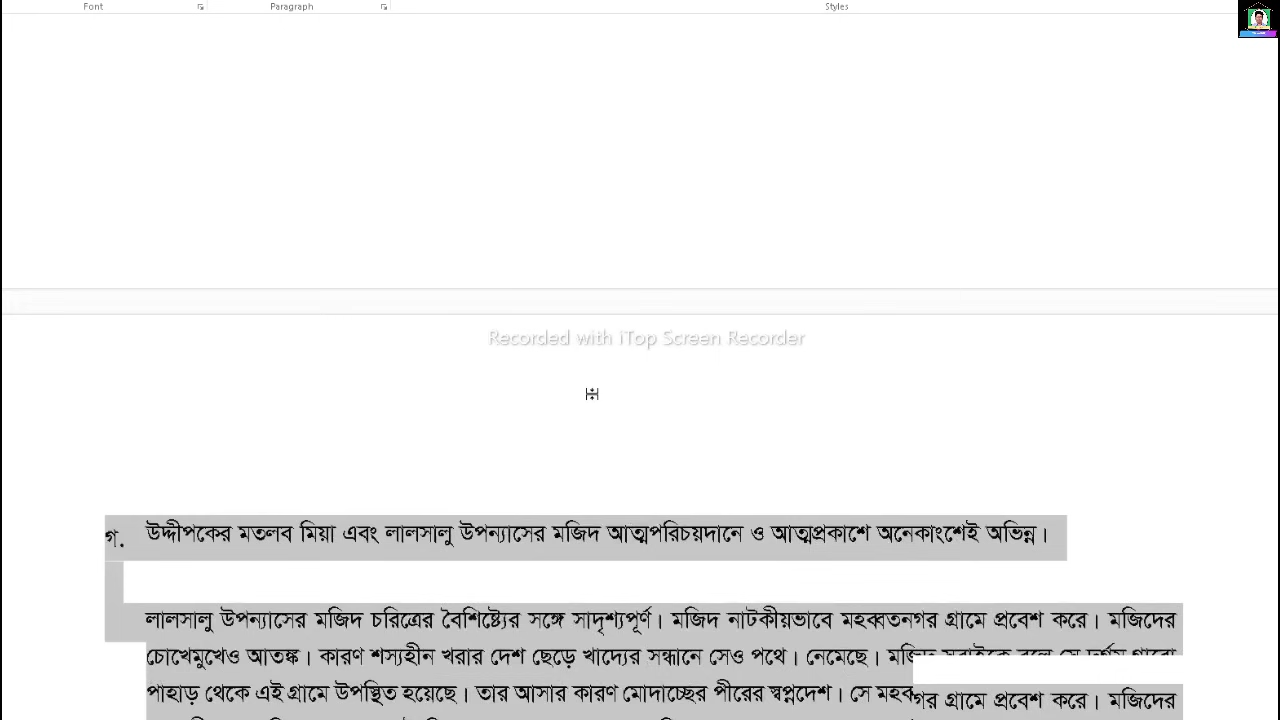 Font Paragraph Styles
Recorded with iTop Screen Recorder
গ. উদ্দীপকের মতলব মিয়া এবং লালসালু উপন্যাসের মজিদ আত্মপরিচয়দানে ও আত্মপ্রকাশে অনেকাংশেই অভিন্ন।
লালসালু উপন্যাসের মজিদ চরিত্রের বৈশিষ্ট্যের সঙ্গে সাদৃশ্যপূর্ণ। মজিদ নাটকীয়ভাবে মহব্বতনগর গ্রামে প্রবেশ করে। মজিদের
চোখেমুখেও আতঙ্ক। কারণ শস্যহীন খরার দেশ ছেড়ে খাদ্যের সন্ধানে সেও পথে। নেমেছে।
পাহাড় থেকে এই গ্রামে উপস্থিত হয়েছে। তার আসার কারণ মোদাচ্ছের পীরের স্বপ্নদেশ। সে মহব
গর গ্রামে প্রবেশ করে। মজিদের